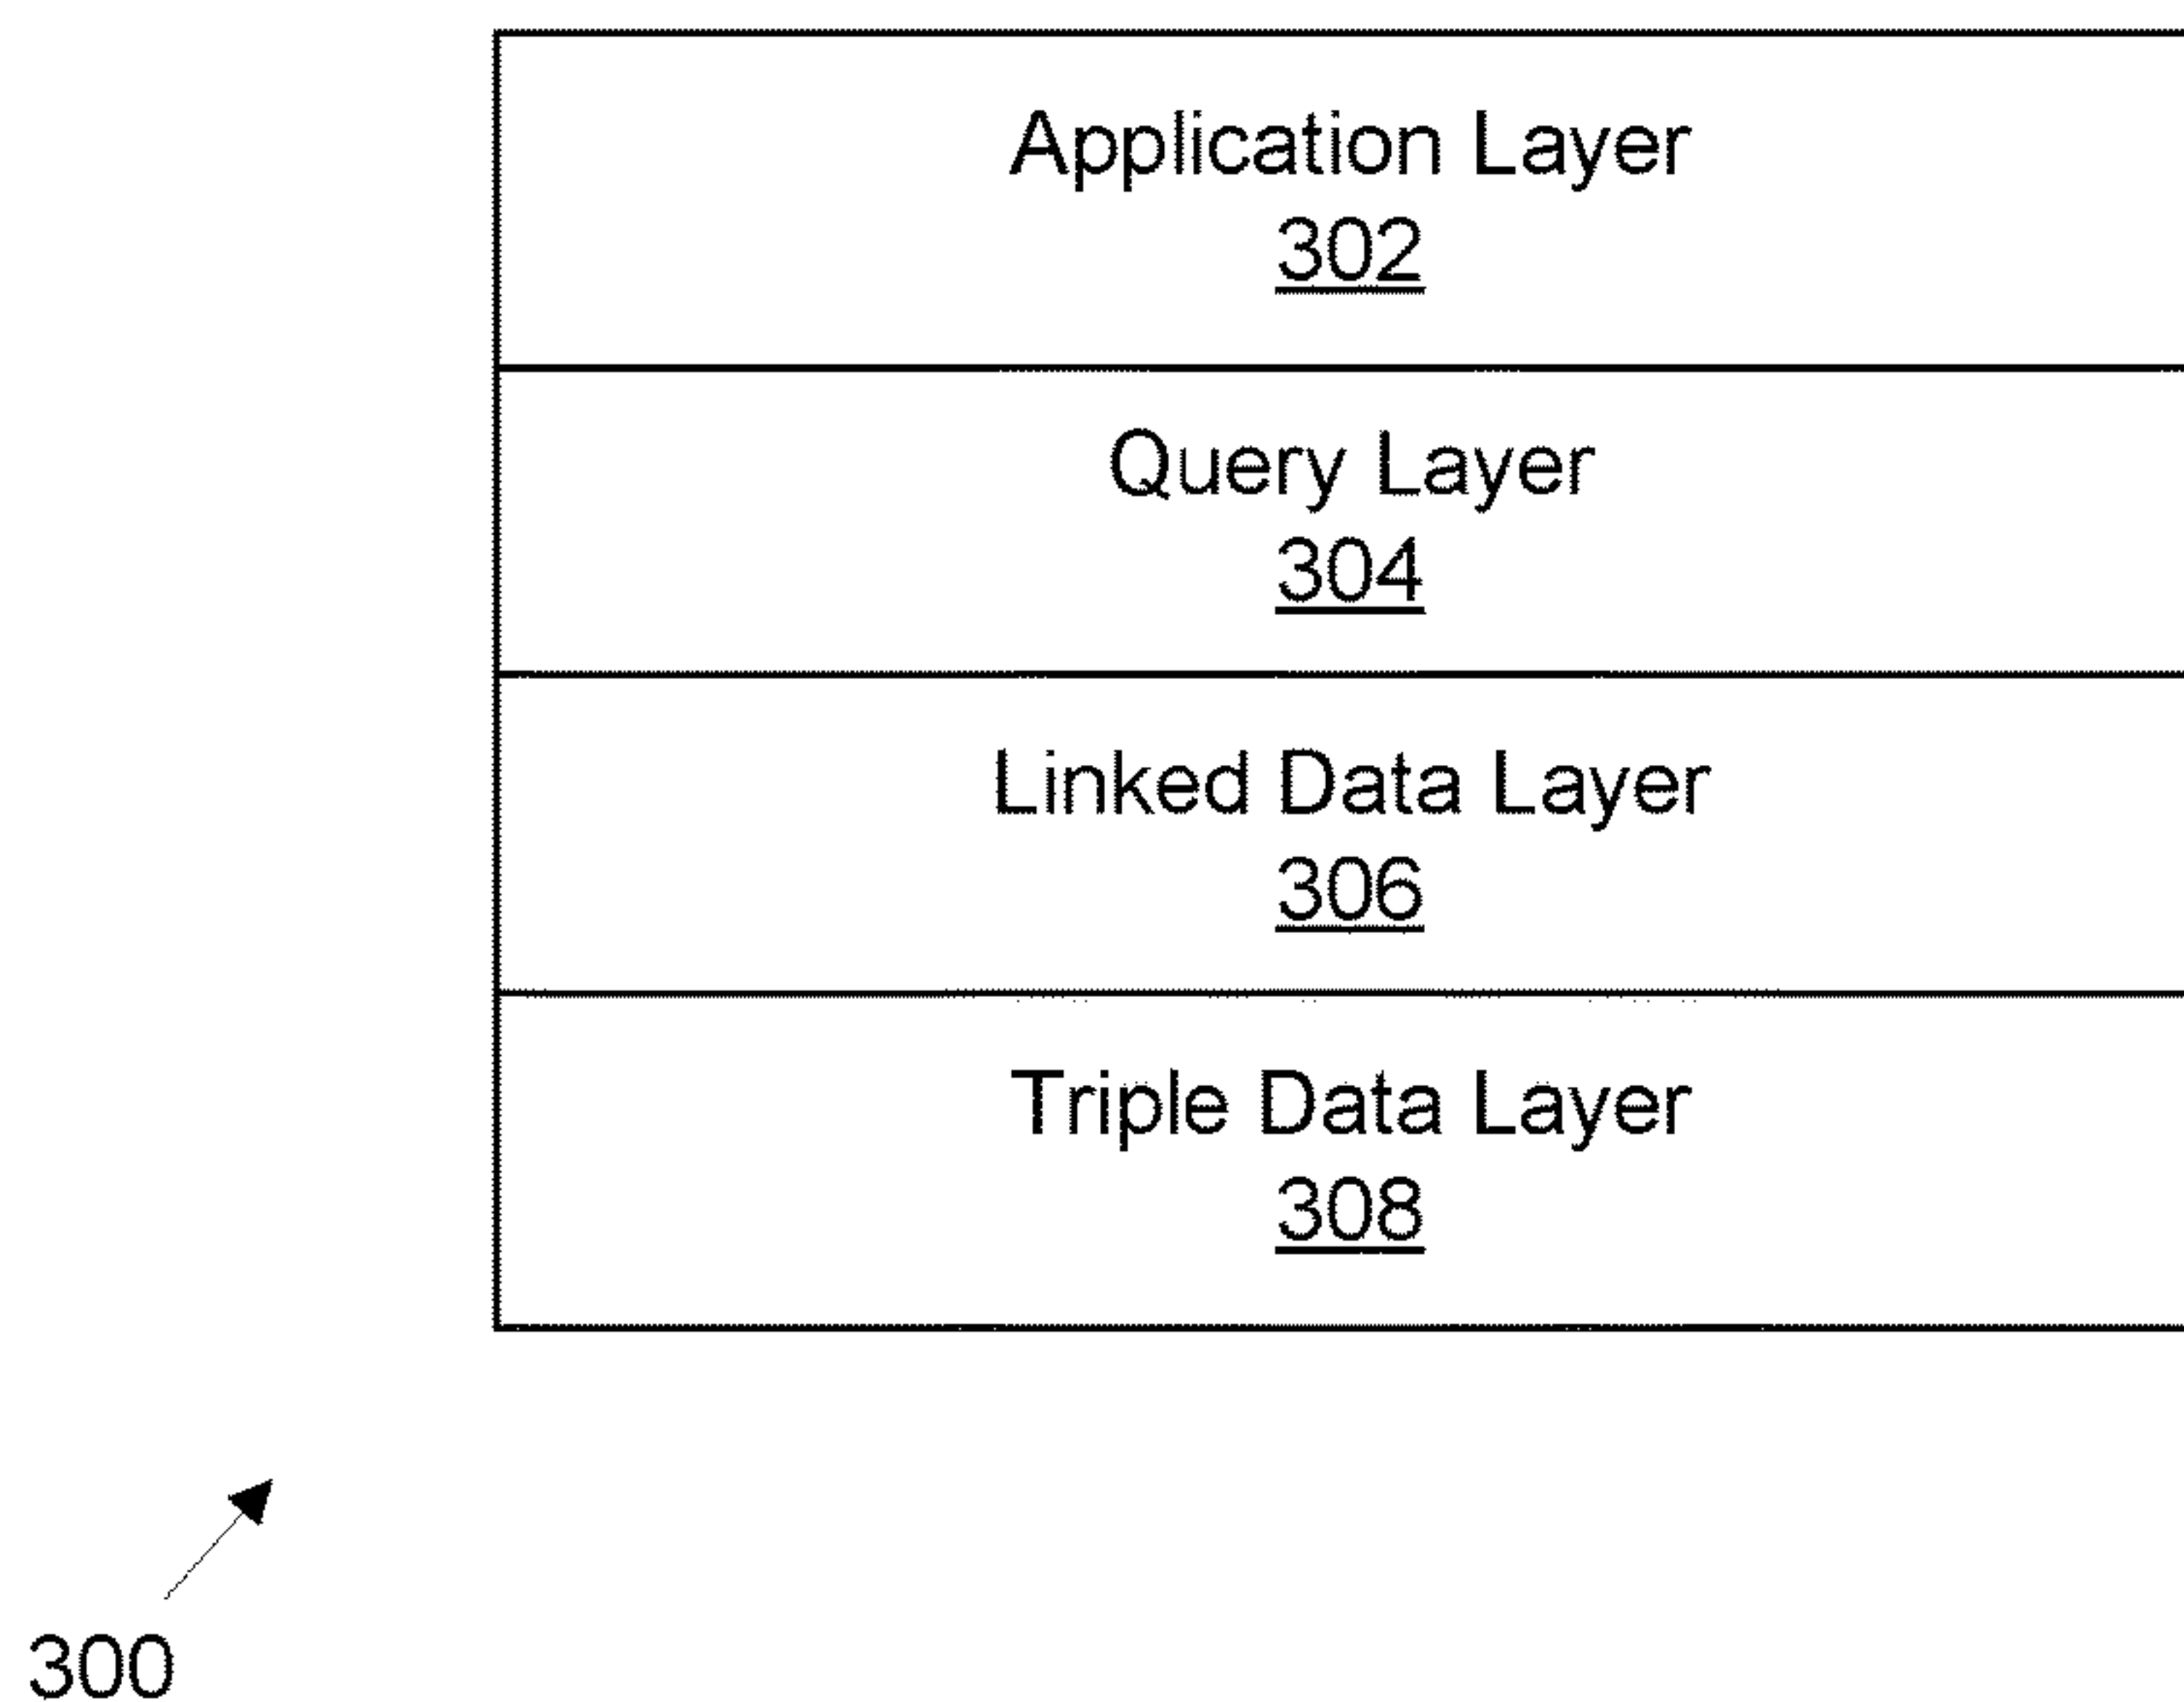 Application Layer
302
Query Layer
304
Linked Data Layer
306
Triple Data Layer
308
300